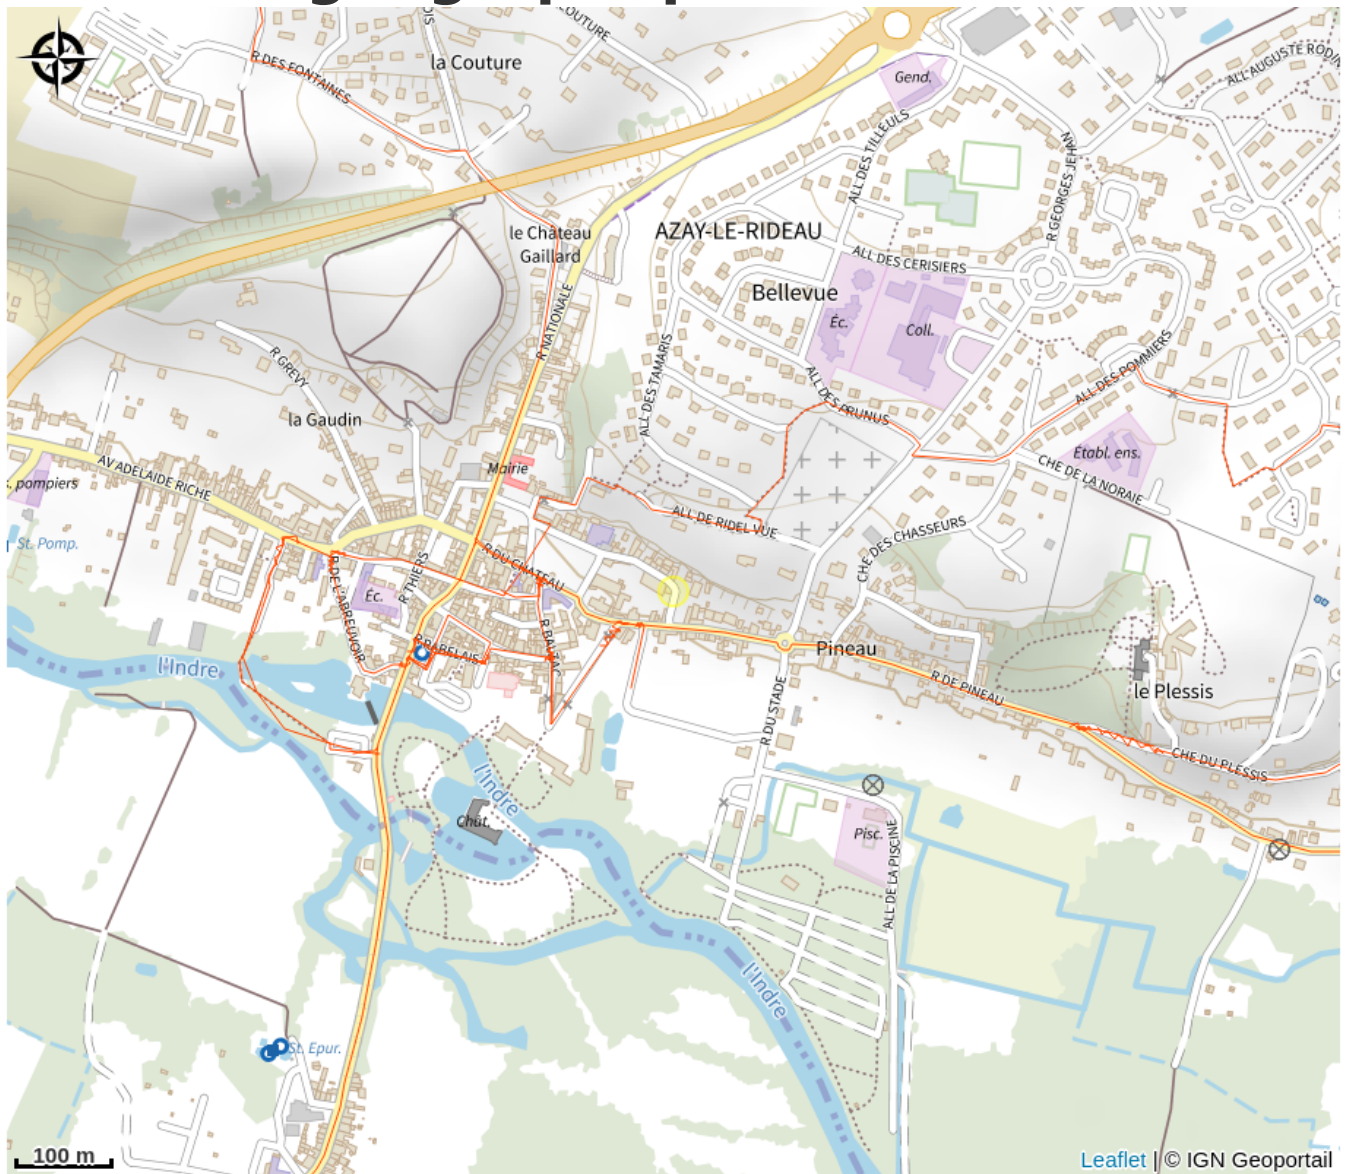 la Couture
COUTURE
R DES FONTAINES
Gend.
ALL AUGUSTE RODIN
ALL DES TILLEULS
R GEORGES JEHAN
le Château
Gaillard
AZAY-LE-RIDEAU
ALL DES CERISIERS
Bellevue
Éc.
Coll.
R NATIONALE
R GREVY
ALL DES TAMARIS
ALL DES POMMIERS
ALL DES PRUNUS
la Gaudin
Mairie
Établ. ens.
AV ADELAIDE RICHE
pompiers
CHE DE LA NORAIE
ALL DE RIDEL VUE
CHE DES CHASSEURS
St. Pomp.
R DU CHATEAU
R DE L'ABREUVOIR
R THIERS
Éc.
R BALZAC
R RABELAIS
Pineau
l'Indre
R DE PINEAU
le Plessis
R DU STADE
CHE DU PLESSIS
l'Indre
Chât.
Pisc.
ALL DE LA PISCINE
l'Indre
St. Epur.
100 m
Leaflet | © IGN Geoportail